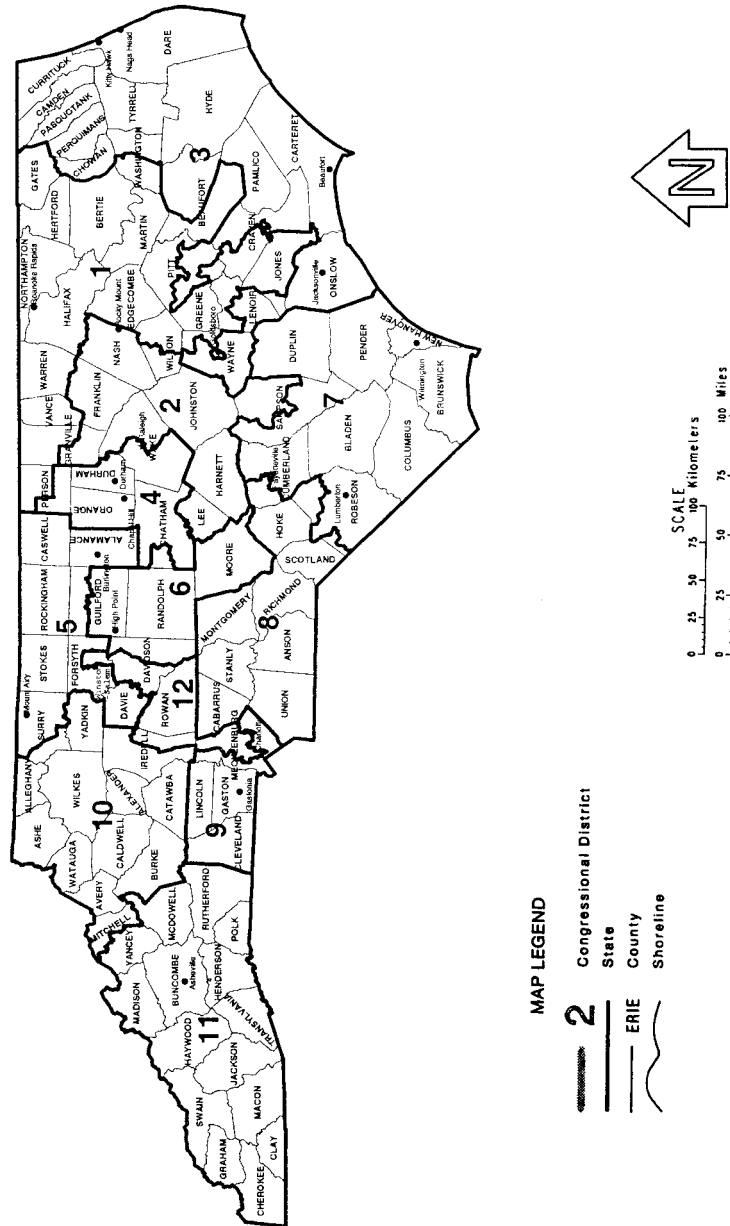 CURRITUCK
CAMDEN
PASQUOTANK
PERQUIMANS
CHOWAN
GATES
HERTFORD
NORTHAMPTON
Roanoke Rapids
HALIFAX
WARREN
VANCE
GRANVILLE
PERSON
CASWELL
ROCKINGHAM
STOKES
Mount Airy
SURRY
ALLEGHANY
ASHE
WATAUGA
WILKES
YADKIN
FORSYTH
Winston
Salem
5
GUILFORD
High Point
Burlington
ALAMANCE
ORANGE
DURHAM
Durham
Chapel Hill
FRANKLIN
NASH
Rocky Mount
EDGECOMBE
1
BERTIE
MARTIN
WASHINGTON
TYRRELL
DARE
Kitty Hawk
Nags Head
HYDE
3
BEAUFORT
PAMLICO
CARTERET
Beaufort
CRAVEN
PITT
GREENE
LENOIR
JONES
Jacksonville
ONSLOW
WILSON
WAYNE
Goldsboro
2
JOHNSTON
WAKE
Raleigh
4
CHATHAM
LEE
HARNETT
6
RANDOLPH
DAVIDSON
DAVIE
12
ROWAN
IREDELL
10
ALEXANDER
CALDWELL
CATAWBA
BURKE
AVERY
MITCHELL
YANCEY
MADISON
MCDOWELL
BUNCOMBE
Asheville
HAYWOOD
11
SWAIN
GRAHAM
CHEROKEE
CLAY
MACON
JACKSON
TRANSYLVANIA
HENDERSON
POLK
RUTHERFORD
CLEVELAND
9
LINCOLN
GASTON
Gastonia
MECKLENBURG
Charlotte
CABARRUS
UNION
STANLY
ANSON
8
MONTGOMERY
RICHMOND
MOORE
SCOTLAND
HOKE
CUMBERLAND
Fayetteville
SAMPSON
DUPLIN
7
PENDER
NEW HANOVER
Wilmington
BRUNSWICK
BLADEN
COLUMBUS
ROBESON
Lumberton
N
SCALE
0 25 50 75 100 Kilometers
0 25 50 75 100 Miles
MAP LEGEND
2 Congressional District
State
ERIE County
Shoreline